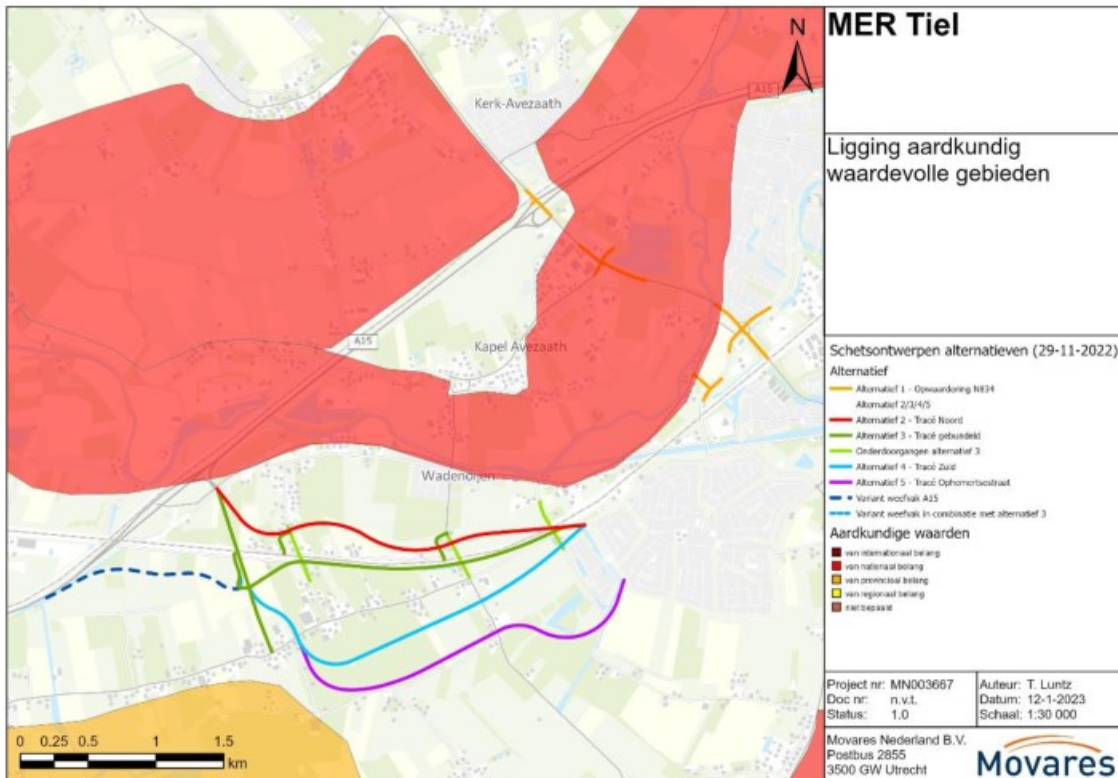 MER Tiel
Ligging aardkundig
waardevolle gebieden
N
A15
Kerk-Avezaath
A15
Kapel Avezaath
Wadenoijen
0 0.25 0.5 1 1.5
km
Schetsontwerpen alternatieven (29-11-2022)
Alternatief
Alternatief 1 - Opwaardering N834
Alternatief 2/3/4/5
Alternatief 2 - Tracé Noord
Alternatief 3 - Tracé gebundeld
Onderdoorgangen alternatief 3
Alternatief 4 - Tracé Zuid
Alternatief 5 - Tracé Ophemertsestraat
Variant weefvak A15
Variant weefvak in combinatie met alternatief 3
Aardkundige waarden
van internationaal belang
van nationaal belang
van provinciaal belang
van regionaal belang
niet bepaald
Project nr: MN003667
Doc nr: n.v.t.
Status: 1.0
Auteur: T. Luntz
Datum: 12-1-2023
Schaal: 1:30 000
Movares Nederland B.V.
Postbus 2855
3500 GW Utrecht
Movares